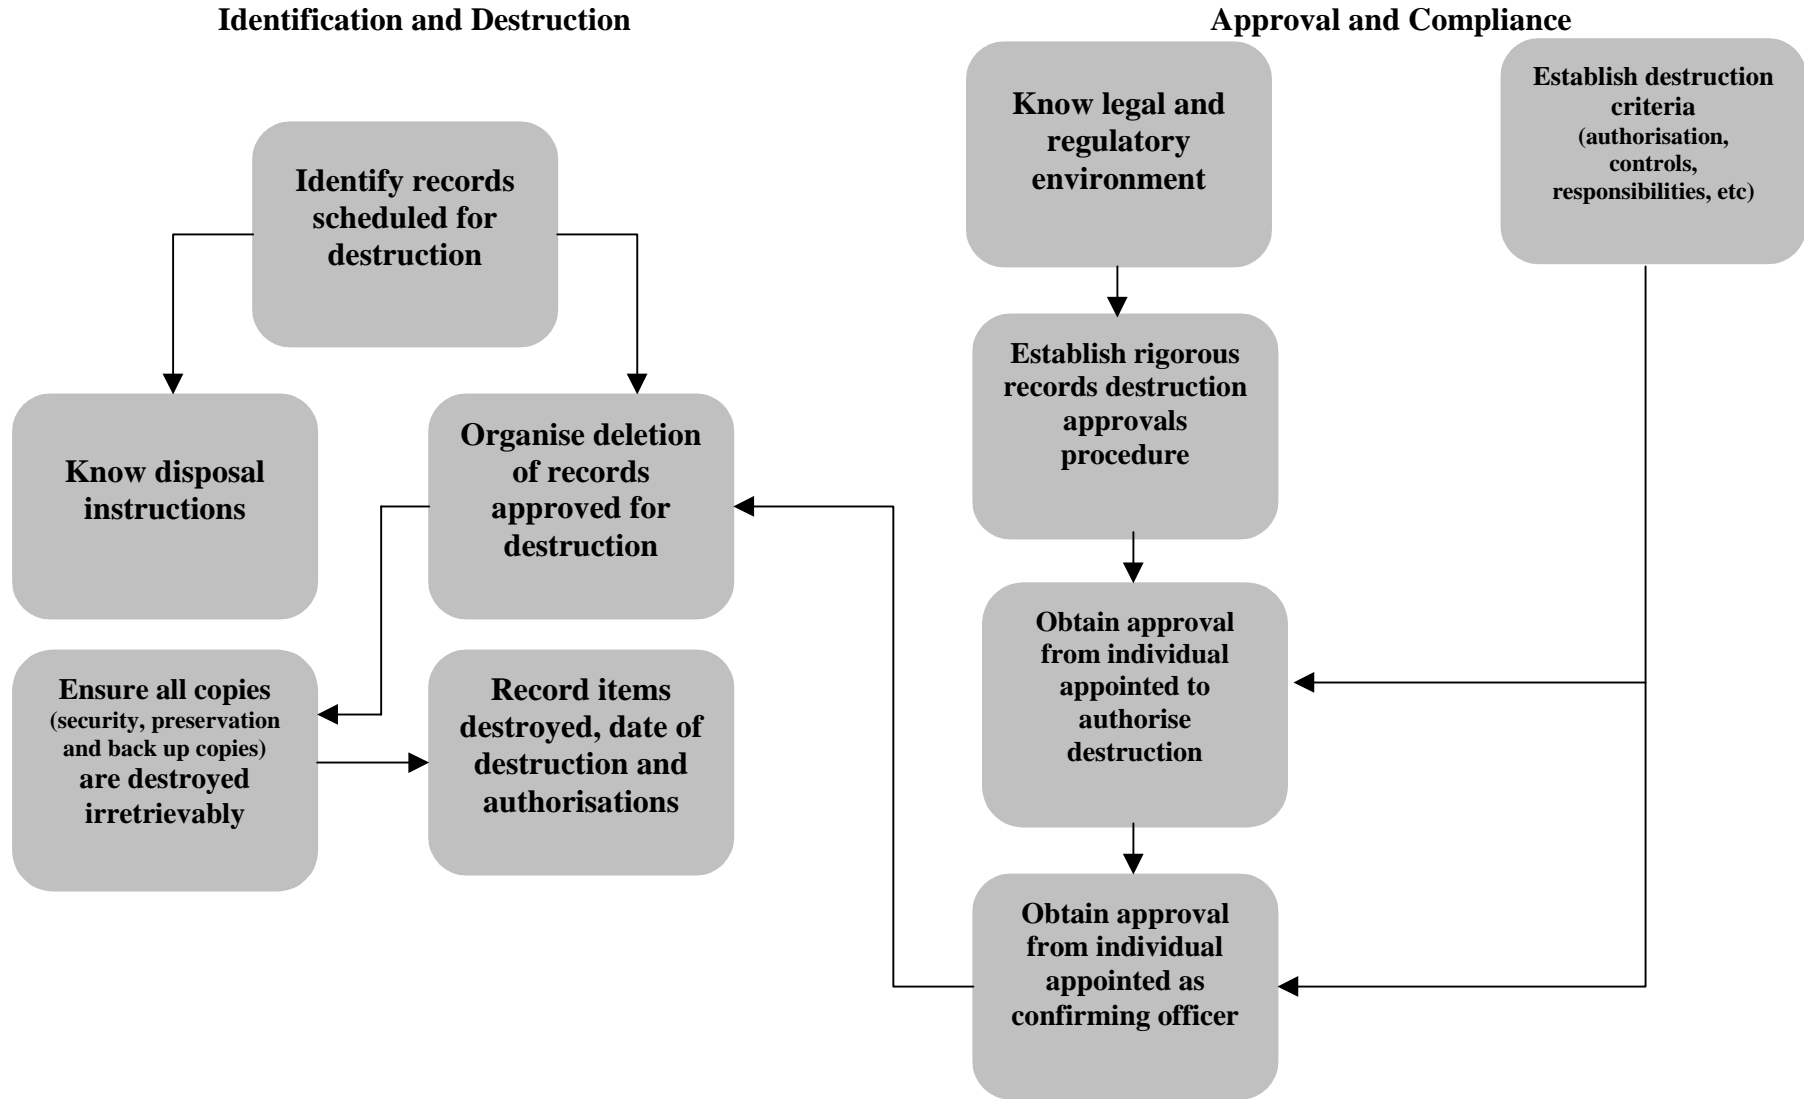 Identification and Destruction
Approval and Compliance
Identify records
scheduled for
destruction
Know disposal
instructions
Organise deletion
of records
approved for
destruction
Ensure all copies
(security, preservation
and back up copies)
are destroyed
irretrievably
Record items
destroyed, date of
destruction and
authorisations
Know legal and
regulatory
environment
Establish destruction
criteria
(authorisation,
controls,
responsibilities, etc)
Establish rigorous
records destruction
approvals
procedure
Obtain approval
from individual
appointed to
authorise
destruction
Obtain approval
from individual
appointed as
confirming officer